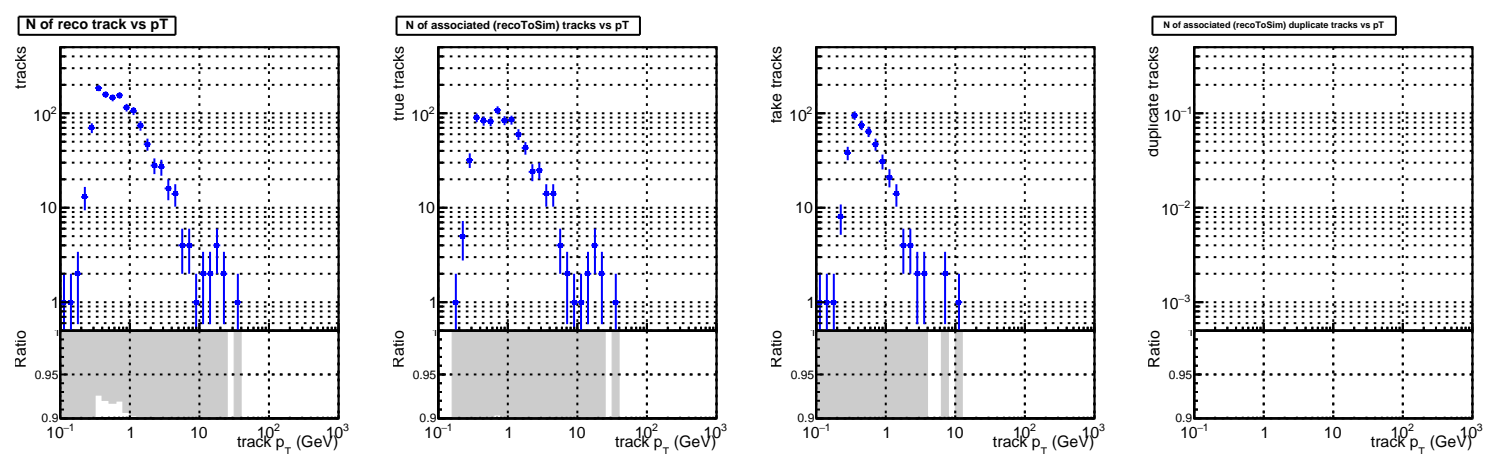 N of reco track vs pT
tracks
10²
10
1
Ratio
1
0.95
0.9
10⁻¹ 1 10 10² 10³
track p_T (GeV)
N of associated (recoToSim) tracks vs pT
true tracks
10²
10
1
Ratio
1
0.95
0.9
10⁻¹ 1 10 10² 10³
track p_T (GeV)
fake tracks
10²
10
1
Ratio
1
0.95
0.9
10⁻¹ 1 10 10² 10³
track p_T (GeV)
N of associated (recoToSim) duplicate tracks vs pT
duplicate tracks
10⁻¹
10⁻²
10⁻³
Ratio
1
0.95
0.9
10⁻¹ 1 10 10² 10³
track p_T (GeV)